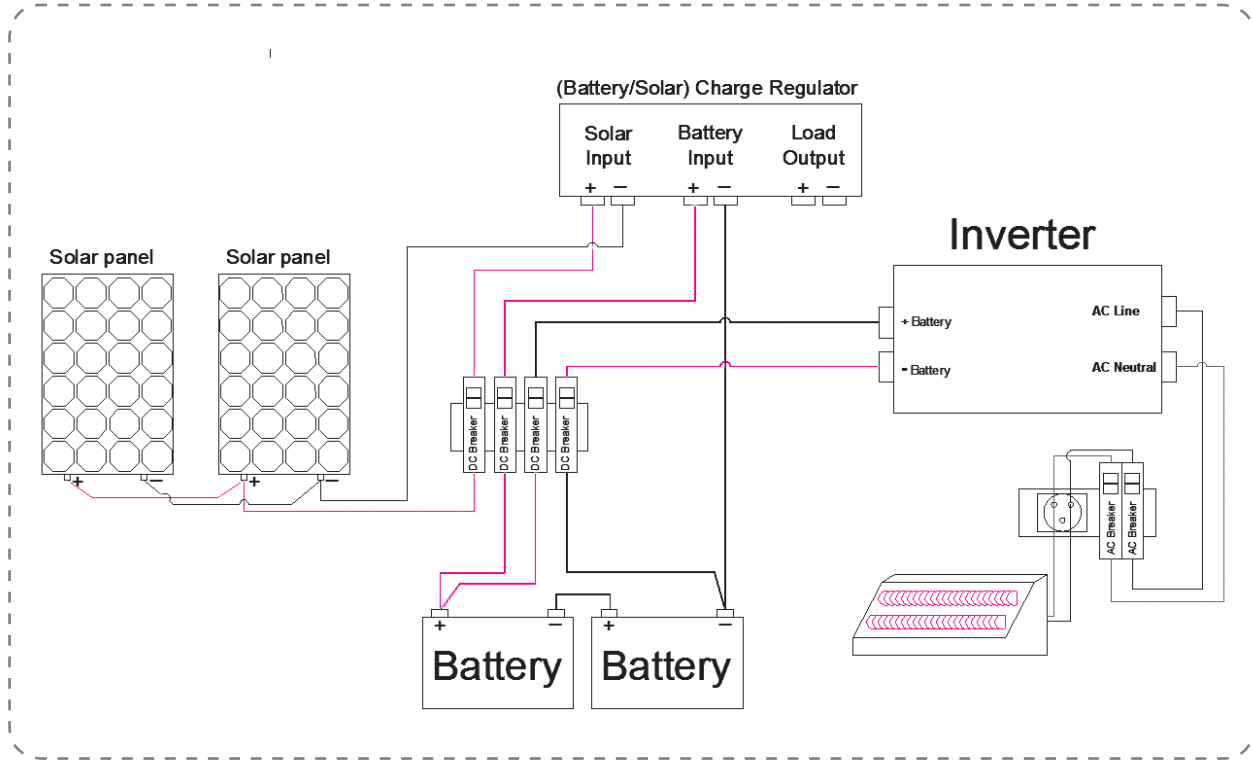 (Battery/Solar) Charge Regulator
Solar Input
Battery Input
Load Output
+ −
+ −
+ −
Inverter
+ Battery
- Battery
AC Line
AC Neutral
Solar panel
Solar panel
+ −
+ −
DC Breaker
DC Breaker
DC Breaker
DC Breaker
AC Breaker
AC Breaker
+ −
Battery
+ −
Battery